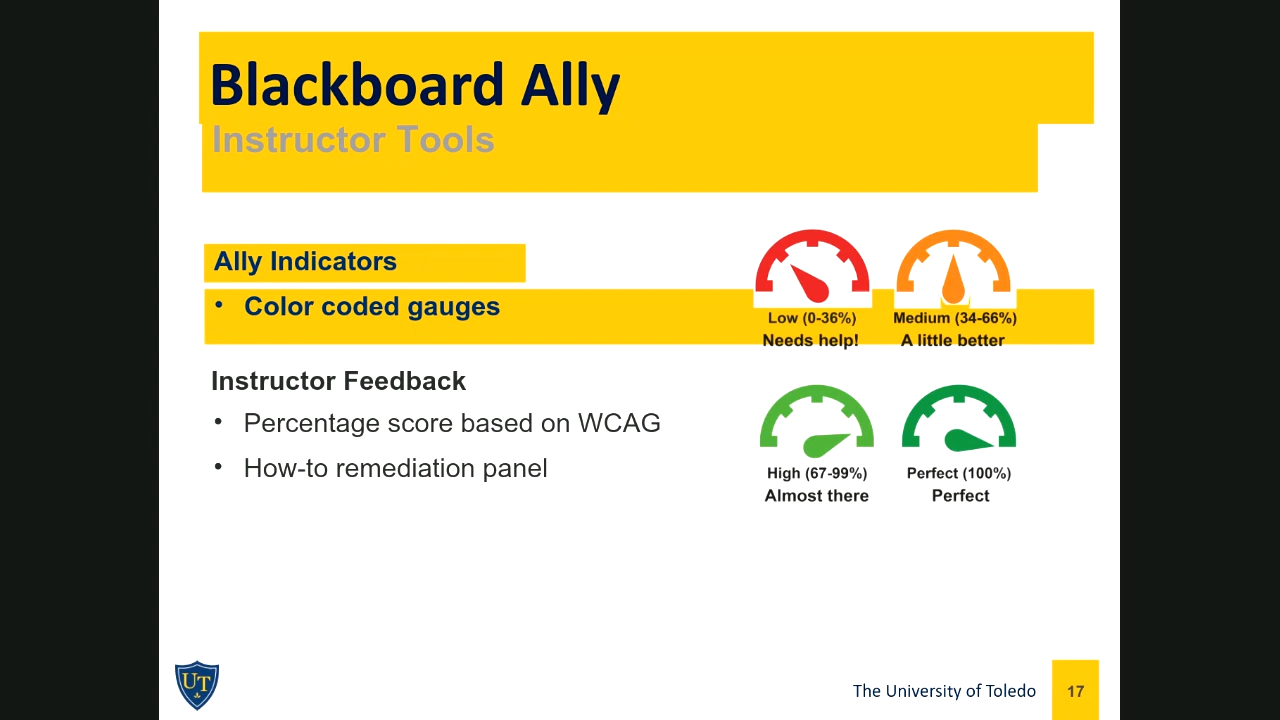 Blackboard Ally
Instructor Tools
Ally Indicators
• Color coded gauges
Low (0-36%)
Needs help!
Medium (34-66%)
A little better
Instructor Feedback
• Percentage score based on WCAG
• How-to remediation panel
High (67-99%)
Almost there
Perfect (100%)
Perfect
UT
The University of Toledo
17